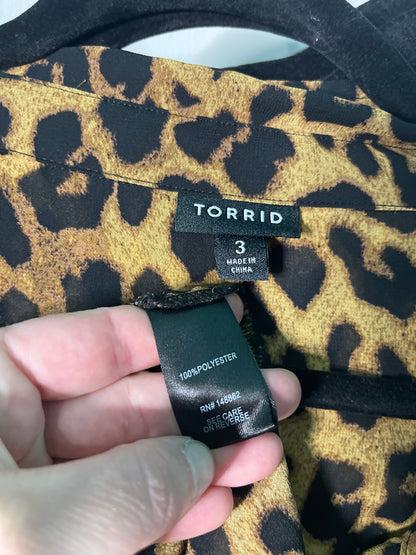 TORRID
3
MADE IN
CHINA
100%POLYESTER
RN# 148862
SEE CARE
ON REVERSE